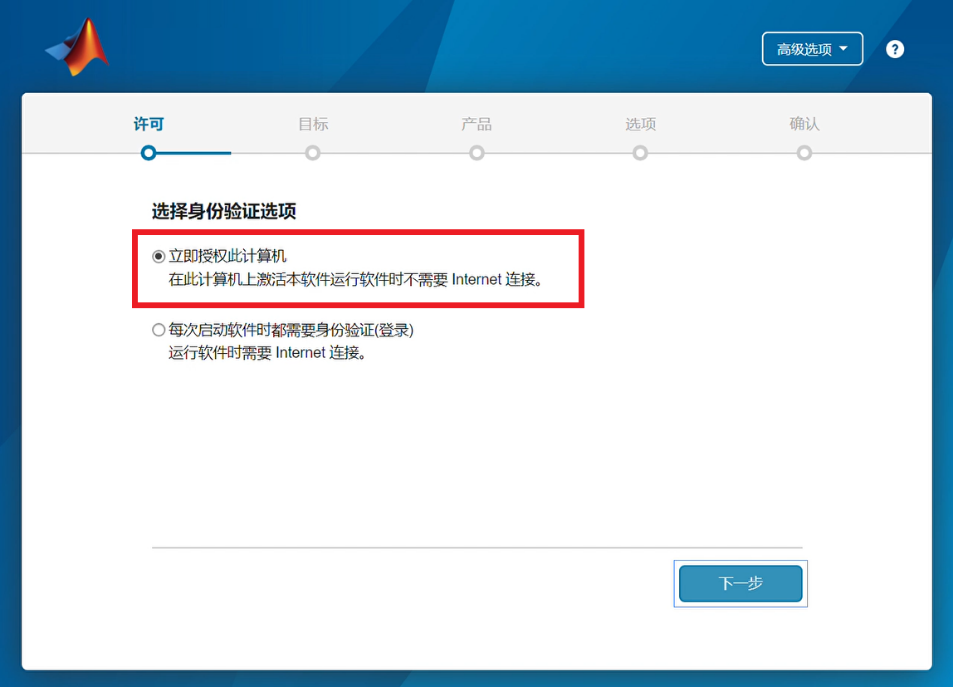 高级选项
?
许可
目标
产品
选项
确认
选择身份验证选项
立即授权此计算机
在此计算机上激活本软件运行软件时不需要 Internet 连接。
每次启动软件时都需要身份验证(登录)
运行软件时需要 Internet 连接。
下一步